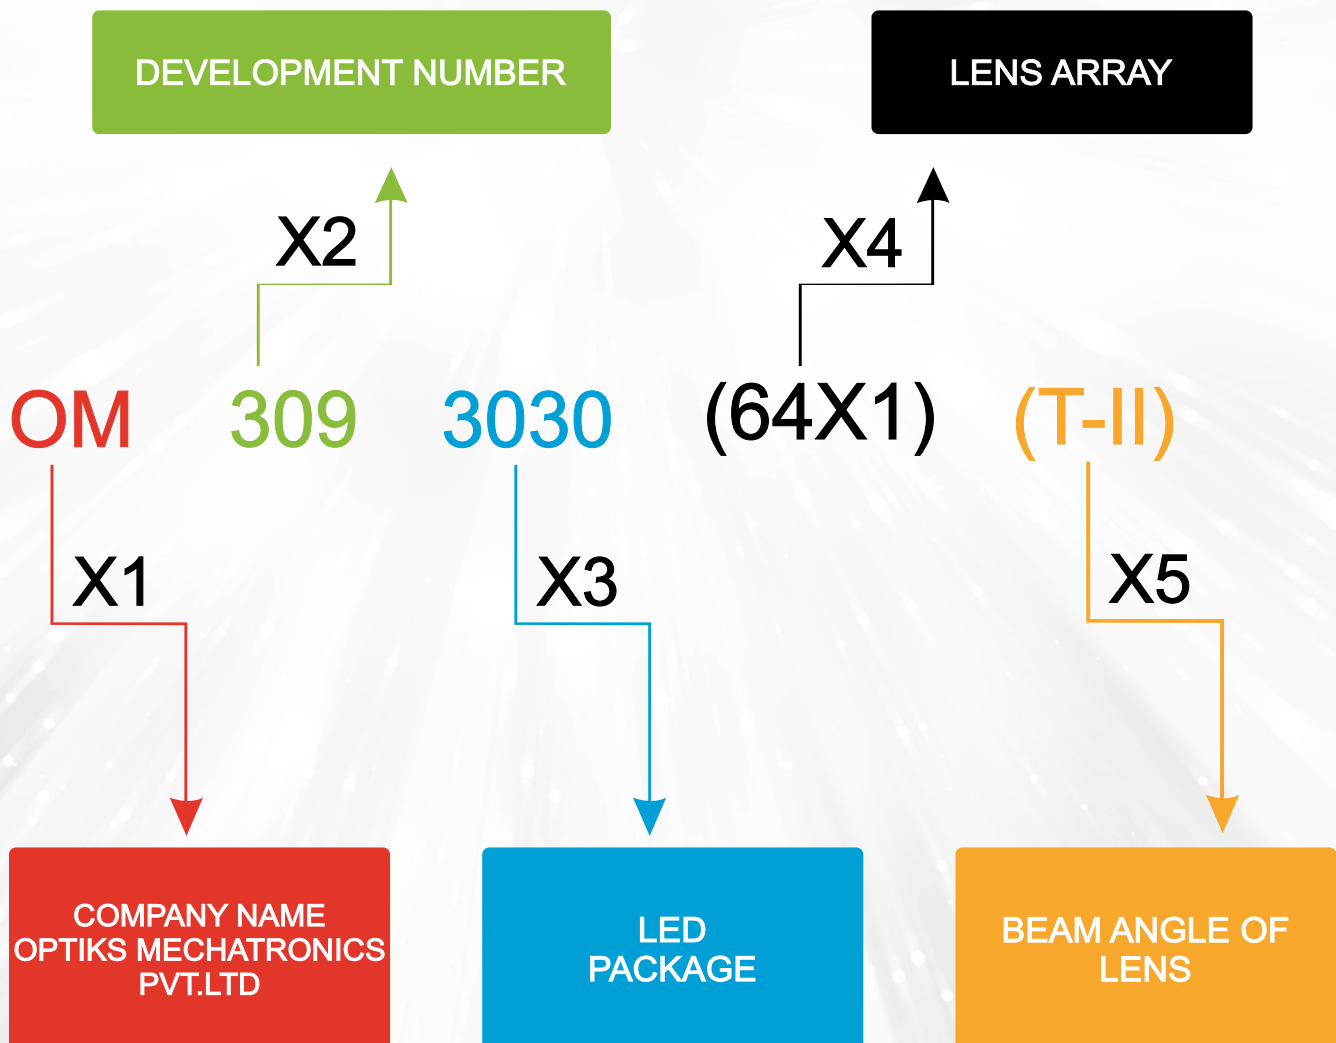 DEVELOPMENT NUMBER
LENS ARRAY
X2
X4
OM 309 3030 (64X1) (T-II)
X1
X3
X5
COMPANY NAME
OPTIKS MECHATRONICS
PVT.LTD
LED
PACKAGE
BEAM ANGLE OF
LENS